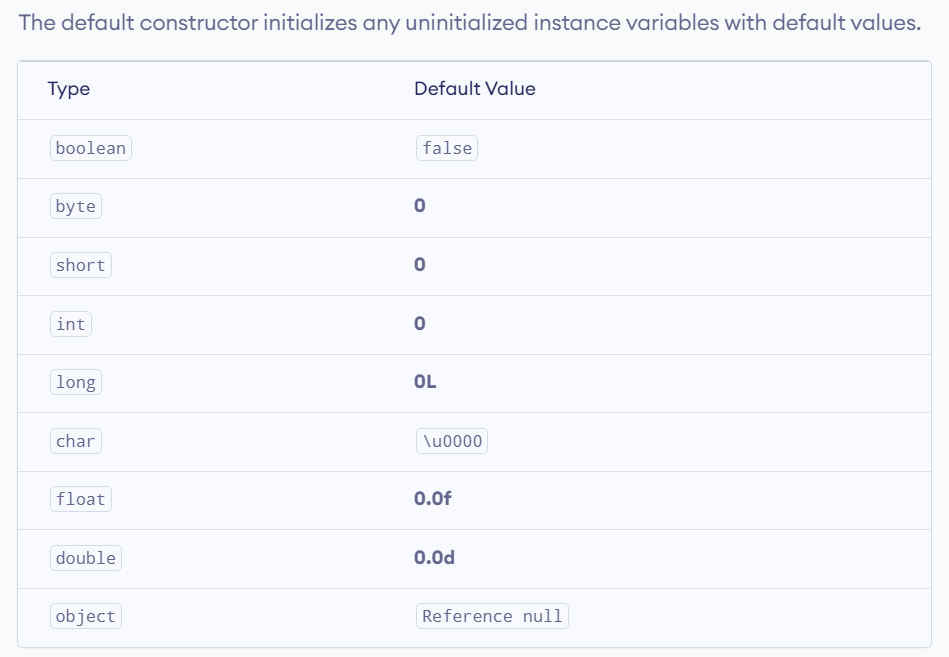 The default constructor initializes any uninitialized instance variables with default values.
Type Default Value
boolean false
byte 0
short 0
int 0
long 0L
char \u0000
float 0.0f
double 0.0d
object Reference null